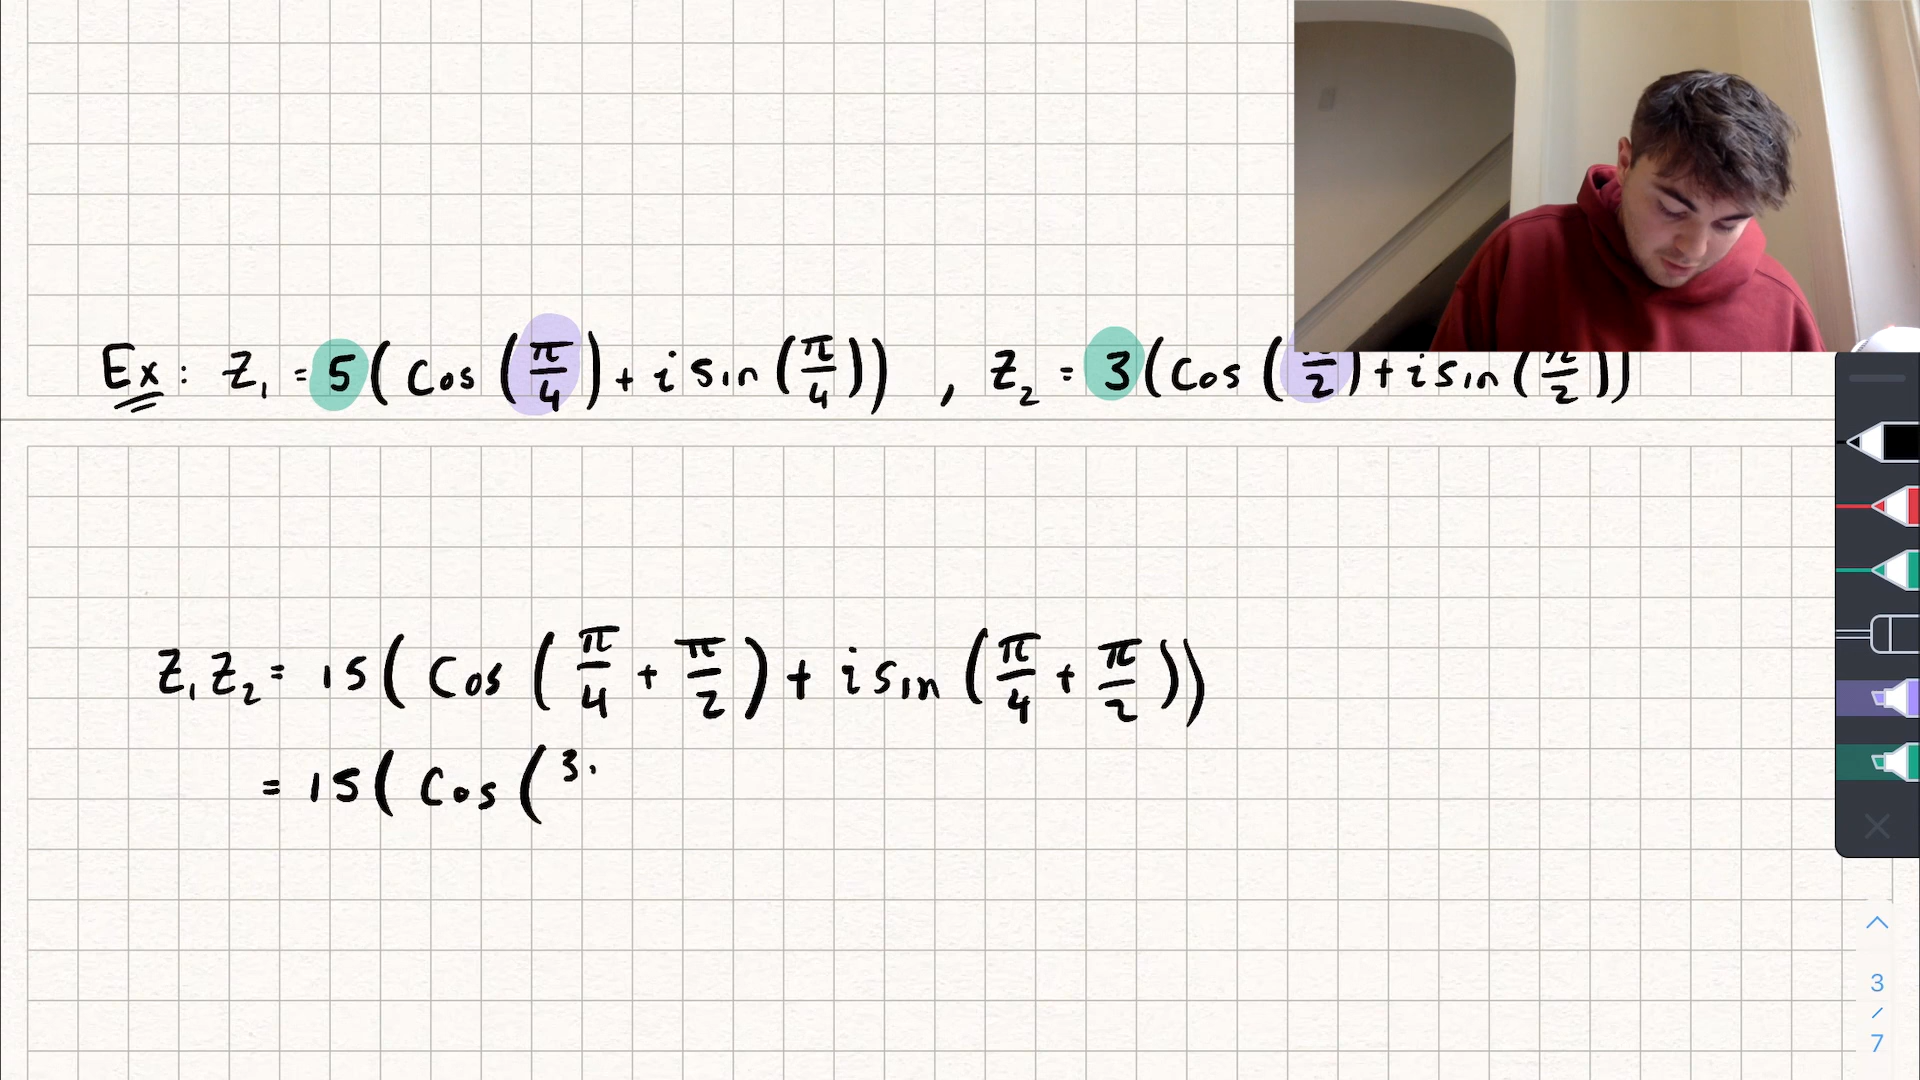 Ex: Z₁ = 5(Cos(π/4) + i sin(π/4)) , Z₂ = 3(Cos(π/2) + i sin(π/2))
Z₁Z₂ = 15(Cos(π/4 + π/2) + i sin(π/4 + π/2))
= 15(Cos(3
3
/
7